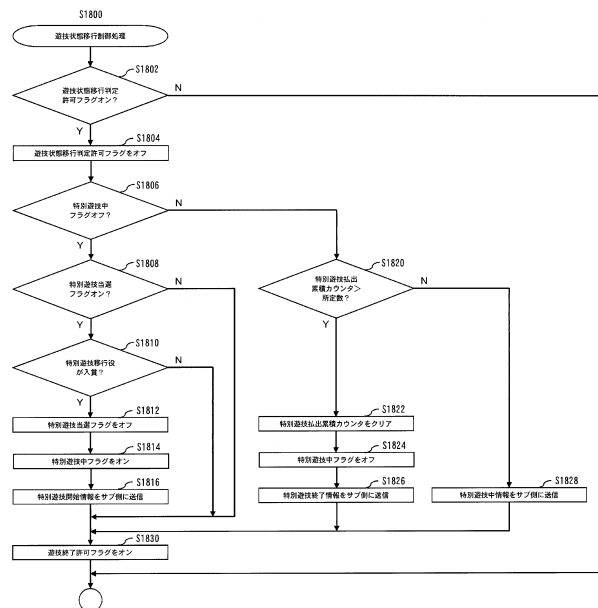 S1800
遊技状態移行制御処理
S1802
遊技状態移行判定
許可フラグオン？
N
Y
S1804
遊技状態移行判定許可フラグをオフ
S1806
特別遊技中
フラグオフ？
N
Y
S1808
特別遊技当選
フラグオン？
N
Y
S1810
特別遊技移行役
が入賞？
N
Y
S1812
特別遊技当選フラグをオフ
S1814
特別遊技中フラグをオン
S1816
特別遊技開始情報をサブ側に送信
S1820
特別遊技払出
累積カウンタ＞
所定数？
N
Y
S1822
特別遊技払出累積カウンタをクリア
S1824
特別遊技中フラグをオフ
S1826
特別遊技終了情報をサブ側に送信
S1828
特別遊技中情報をサブ側に送信
S1830
遊技終了許可フラグをオン